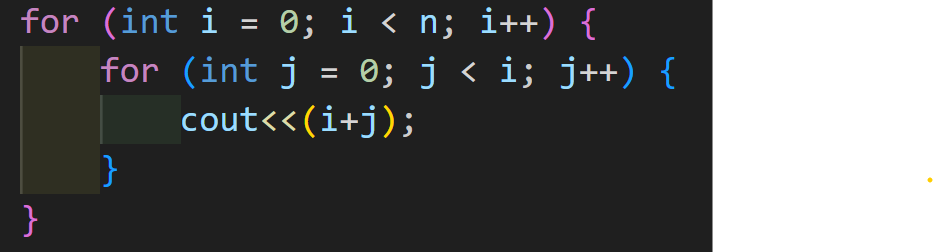 for (int i = 0; i < n; i++) {
    for (int j = 0; j < i; j++) {
        cout<<(i+j);
    }
}